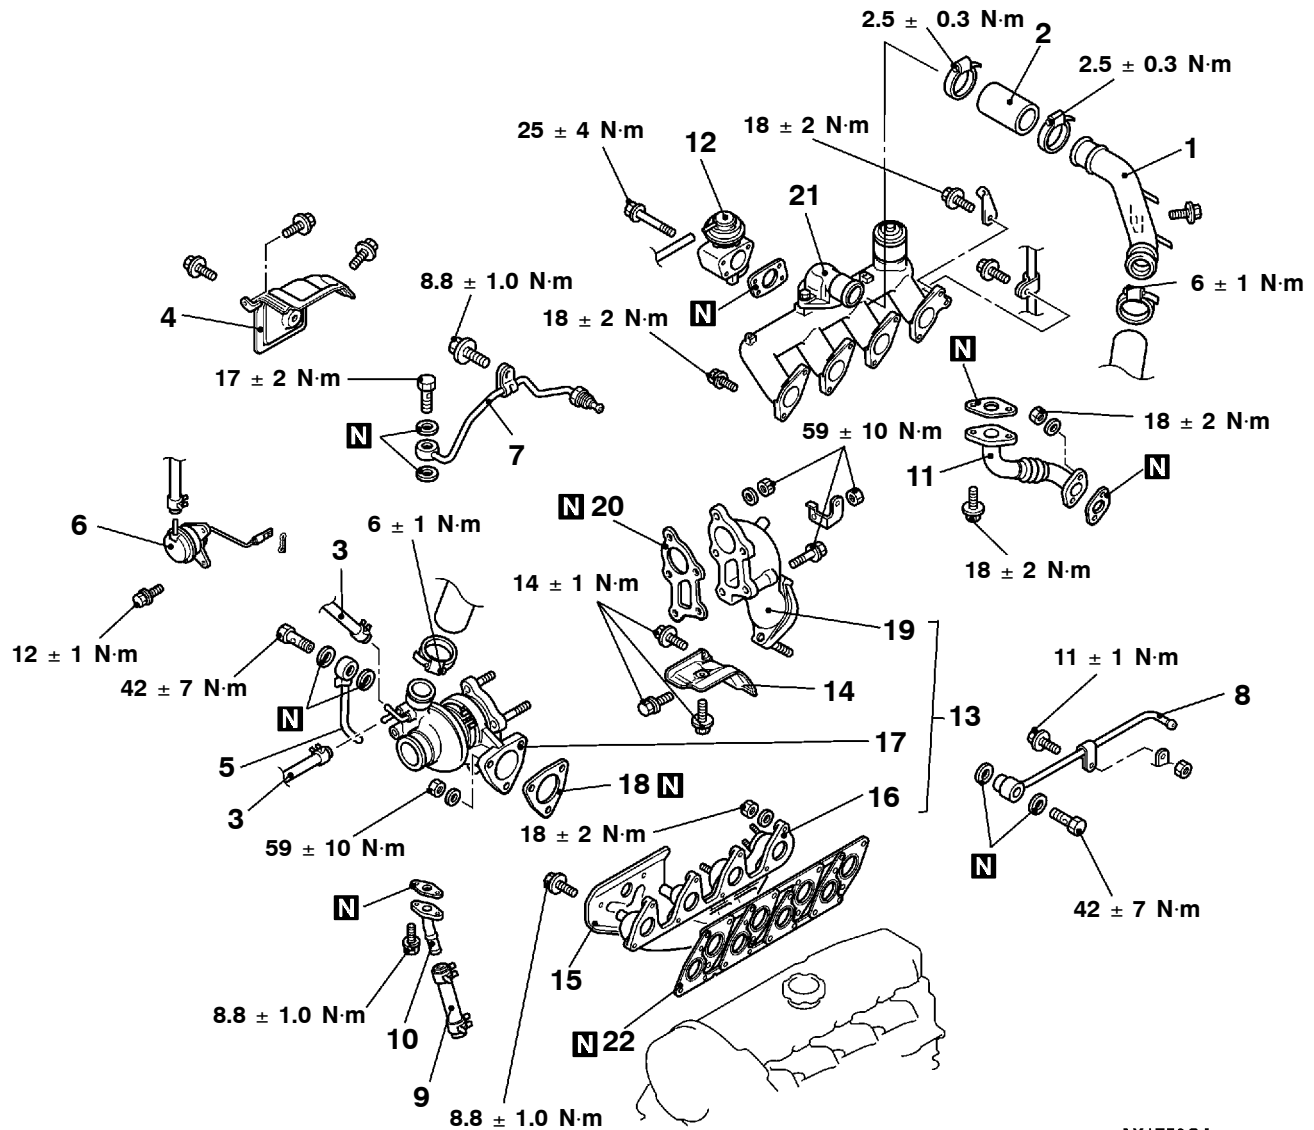 2.5 ± 0.3 N·m
2
2.5 ± 0.3 N·m
25 ± 4 N·m
12
18 ± 2 N·m
1
21
8.8 ± 1.0 N·m
6 ± 1 N·m
4
N
18 ± 2 N·m
N
17 ± 2 N·m
18 ± 2 N·m
N
7
59 ± 10 N·m
11
N
6
6 ± 1 N·m
N 20
3
18 ± 2 N·m
14 ± 1 N·m
19
12 ± 1 N·m
11 ± 1 N·m
42 ± 7 N·m
14
8
N
13
17
5
18 N
3
16
18 ± 2 N·m
59 ± 10 N·m
N
N
42 ± 7 N·m
15
8.8 ± 1.0 N·m
10
N 22
9
8.8 ± 1.0 N·m